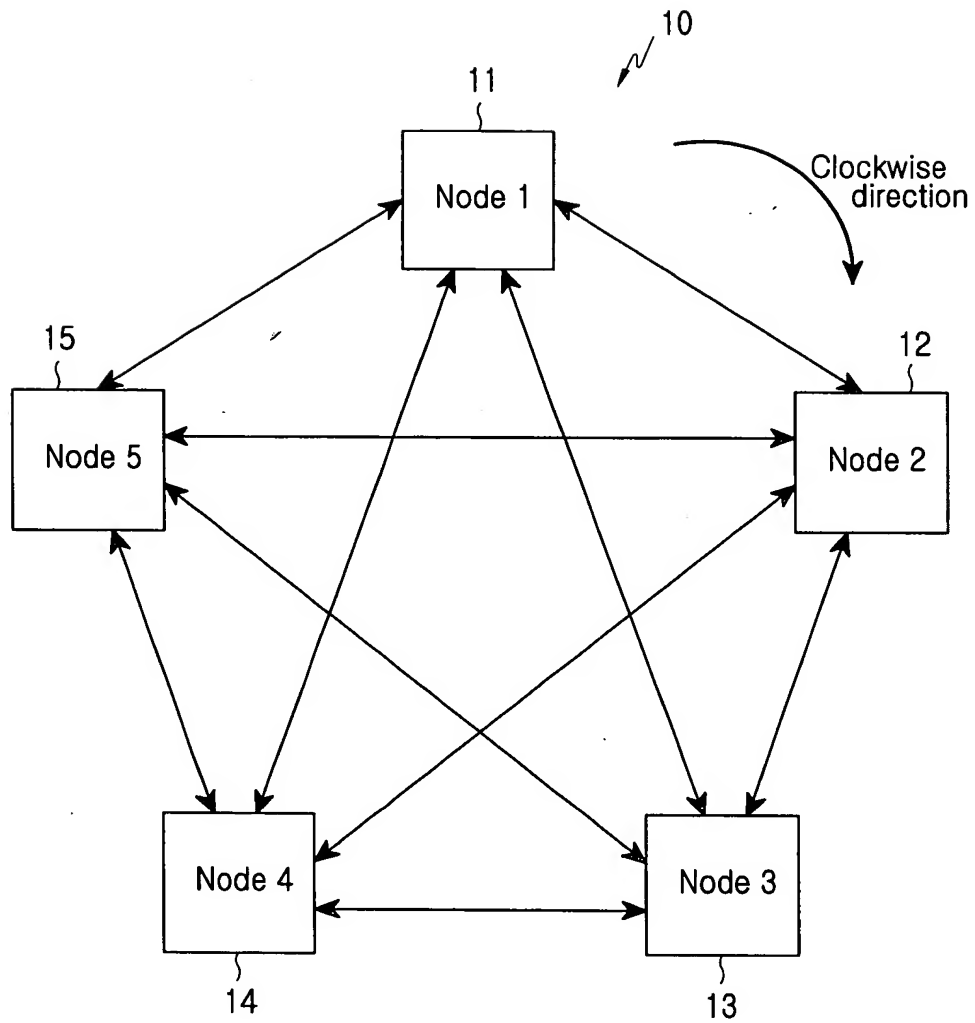 10
11
Node 1
Clockwise
direction
15
12
Node 5
Node 2
Node 4
Node 3
14
13